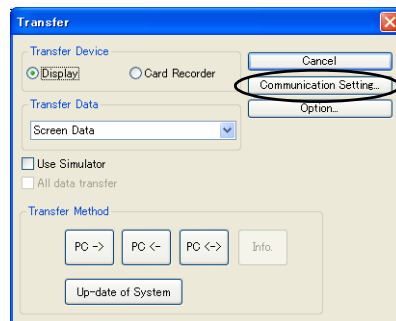 Transfer
Transfer Device
Display
Card Recorder
Cancel
Communication Setting...
Option...
Transfer Data
Screen Data
Use Simulator
All data transfer
Transfer Method
PC ->
PC <-
PC <->
Info.
Up-date of System